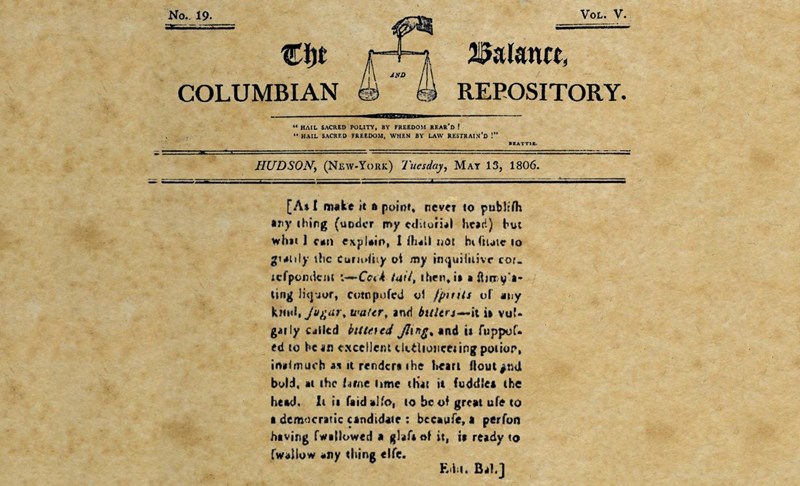 No. 19.
VOL. V.
The Balance,
AND
COLUMBIAN REPOSITORY.
" HAIL SACRED POLITY, BY FREEDOM REAR'D !
" HAIL SACRED FREEDOM, WHEN BY LAW RESTRAIN'D !"
BEATTIE.
HUDSON, (NEW-YORK) Tuesday, MAY 13, 1806.
[As I make it a point, never to publiſh
any thing (under my editorial head) but
what I can explain, I ſhall not heſitate to
gratify the curioſity of my inquiſitive cor-
reſpondent :—Cock tail, then, is a ſtimula-
ting liquor, compoſed of ſpirits of any
kind, ſugar, water, and bitters—it is vul-
garly called bittered ſling, and is ſuppoſ-
ed to be an excellent electioneering potion,
inaſmuch as it renders the heart ſtout and
bold, at the ſame time that it fuddles the
head. It is ſaid alſo, to be of great uſe to
a democratic candidate : becauſe, a perſon
having ſwallowed a glaſs of it, is ready to
ſwallow any thing elſe.
Edit. Bal.]